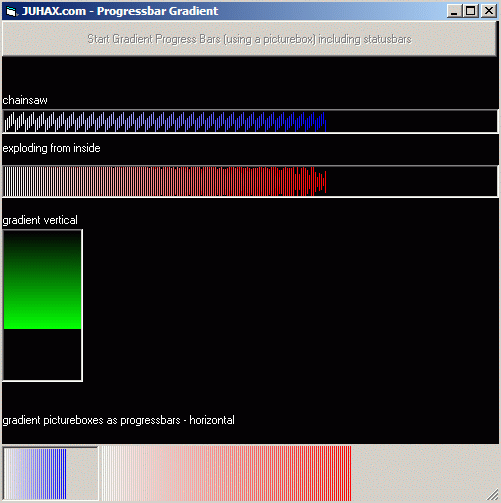 JUHAX.com - Progressbar Gradient
Start Gradient Progress Bars (using a picturebox) including statusbars
chainsaw
exploding from inside
gradient vertical
gradient pictureboxes as progressbars - horizontal